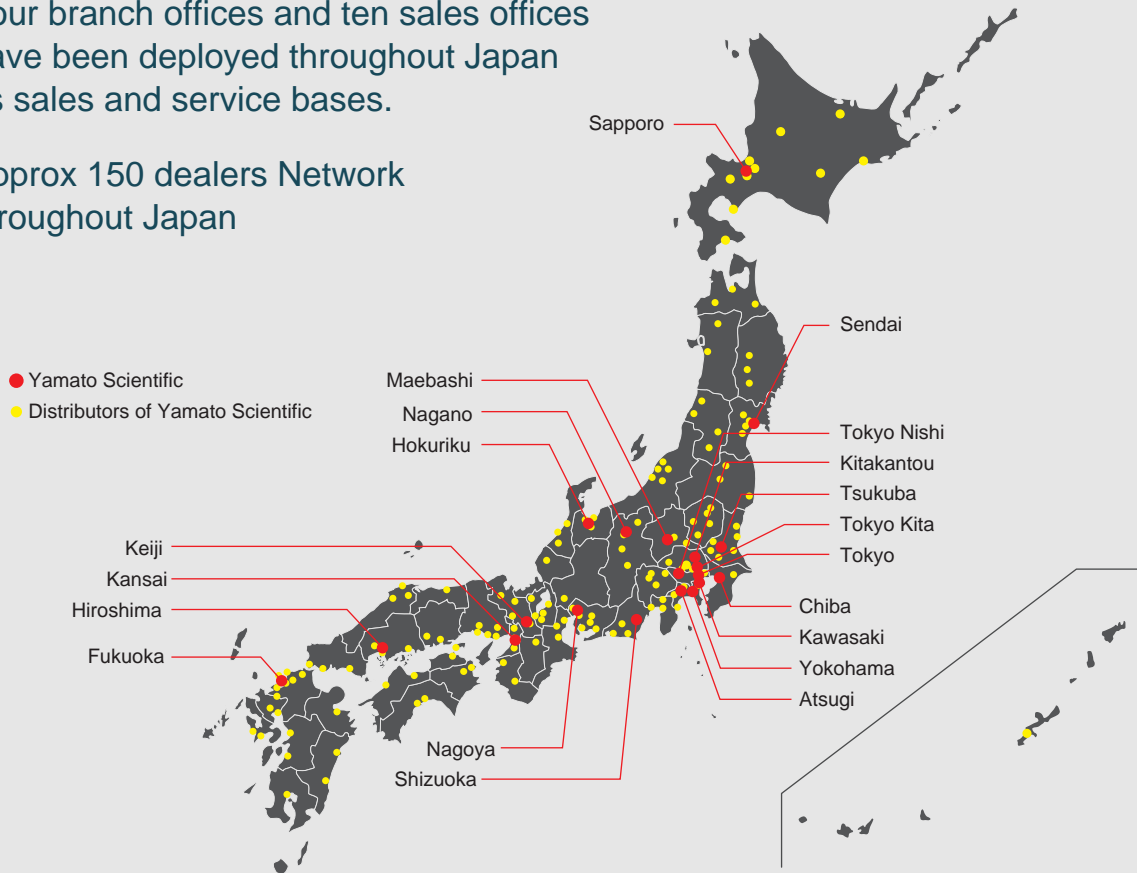 our branch offices and ten sales offices
ave been deployed throughout Japan
s sales and service bases.
pprox 150 dealers Network
roughout Japan
Sapporo
Sendai
Yamato Scientific
Distributors of Yamato Scientific
Maebashi
Nagano
Hokuriku
Tokyo Nishi
Kitakantou
Tsukuba
Tokyo Kita
Tokyo
Keiji
Kansai
Hiroshima
Fukuoka
Chiba
Kawasaki
Yokohama
Atsugi
Nagoya
Shizuoka